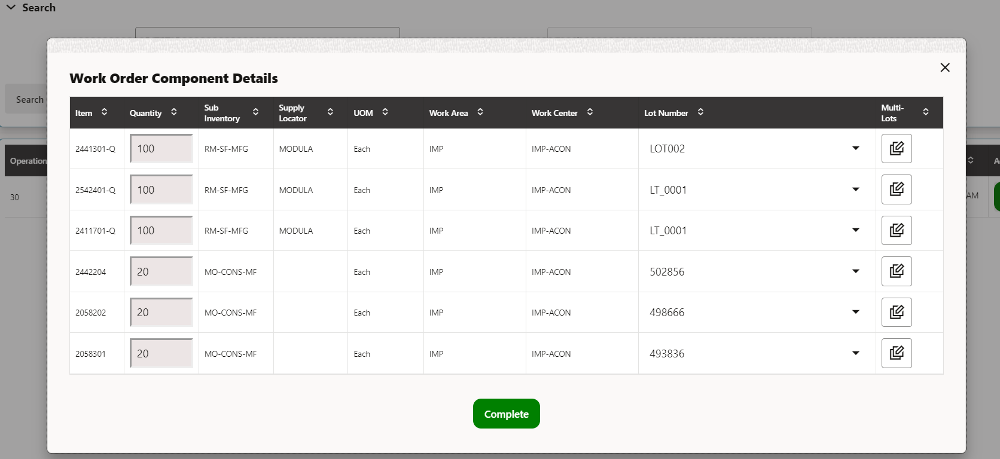 Search
Work Order Component Details
Search
Item Quantity Sub Inventory Supply Locator UOM Work Area Work Center Lot Number Multi-Lots
2441301-Q 100 RM-SF-MFG MODULA Each IMP IMP-ACON LOT002
Operation
2542401-Q 100 RM-SF-MFG MODULA Each IMP IMP-ACON LT_0001
30 AM
2411701-Q 100 RM-SF-MFG MODULA Each IMP IMP-ACON LT_0001
2442204 20 MO-CONS-MF Each IMP IMP-ACON 502856
2058202 20 MO-CONS-MF Each IMP IMP-ACON 498666
2058301 20 MO-CONS-MF Each IMP IMP-ACON 493836
Complete